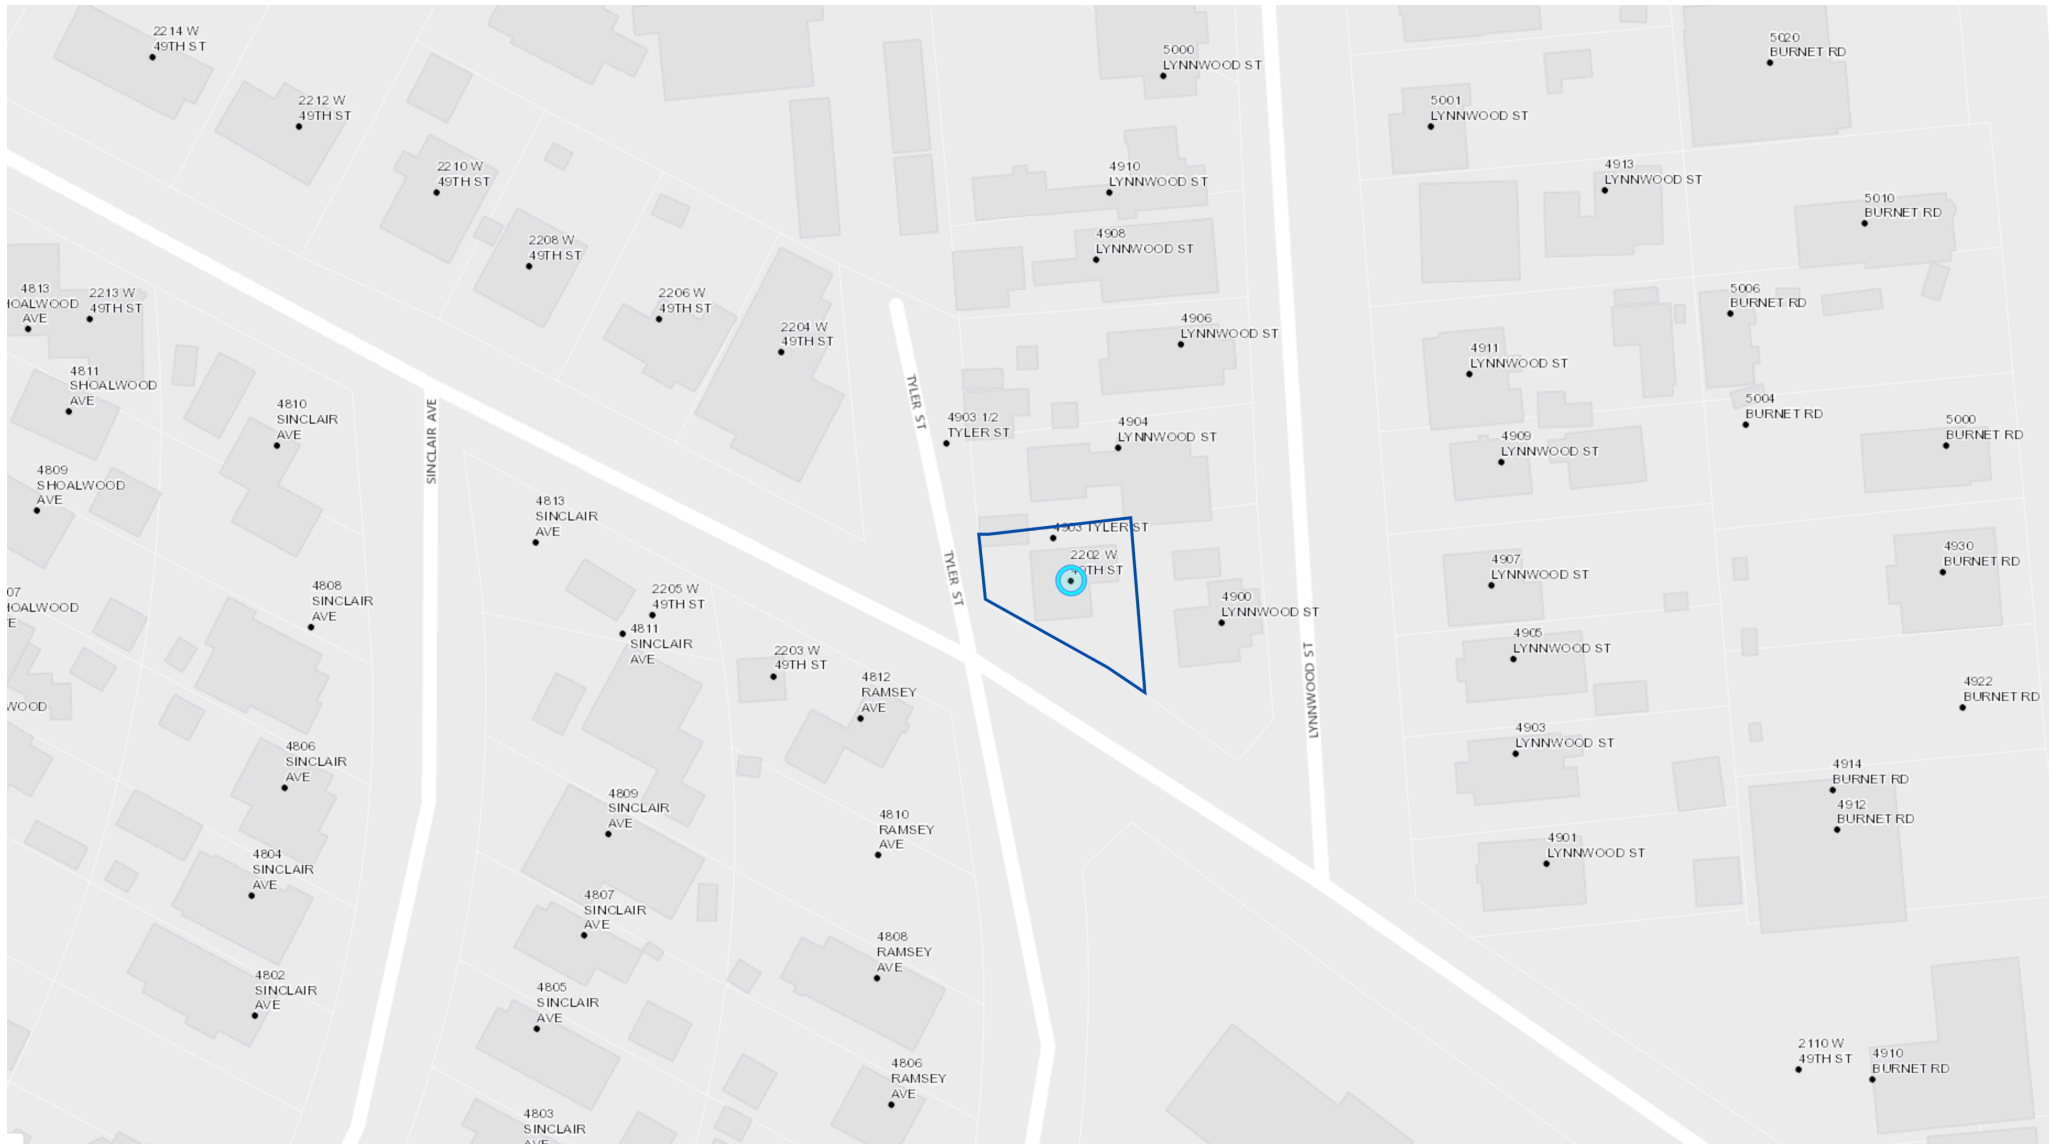 2214 W
49TH ST
5000
LYNNWOOD ST
5020
BURNET RD
2212 W
49TH ST
5001
LYNNWOOD ST
2210 W
49TH ST
4910
LYNNWOOD ST
4913
LYNNWOOD ST
5010
BURNET RD
2208 W
49TH ST
4908
LYNNWOOD ST
4813
HOALWOOD
AVE
2213 W
49TH ST
2206 W
49TH ST
5006
BURNET RD
2204 W
49TH ST
4906
LYNNWOOD ST
4911
LYNNWOOD ST
4811
SHOALWOOD
AVE
TYLER ST
4810
SINCLAIR
AVE
SINCLAIR AVE
4903 1/2
TYLER ST
4904
LYNNWOOD ST
5004
BURNET RD
5000
BURNET RD
4909
LYNNWOOD ST
4809
SHOALWOOD
AVE
4813
SINCLAIR
AVE
4903 TYLER ST
2202 W
49TH ST
TYLER ST
4907
LYNNWOOD ST
4930
BURNET RD
07
HOALWOOD
E
4808
SINCLAIR
AVE
2205 W
49TH ST
4811
SINCLAIR
AVE
4900
LYNNWOOD ST
4905
LYNNWOOD ST
2203 W
49TH ST
4812
RAMSEY
AVE
LYNNWOOD ST
4922
BURNET RD
WOOD
4903
LYNNWOOD ST
4806
SINCLAIR
AVE
4914
BURNET RD
4809
SINCLAIR
AVE
4810
RAMSEY
AVE
4912
BURNET RD
4901
LYNNWOOD ST
4804
SINCLAIR
AVE
4807
SINCLAIR
AVE
4808
RAMSEY
AVE
4802
SINCLAIR
AVE
4805
SINCLAIR
AVE
2110 W
49TH ST
4910
BURNET RD
4806
RAMSEY
AVE
4803
SINCLAIR
AVE